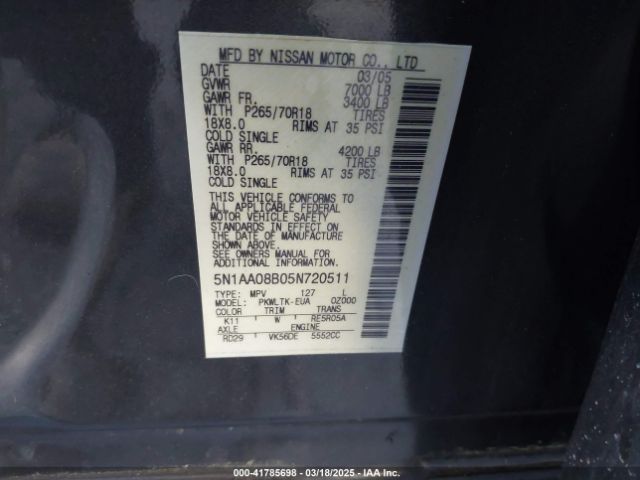 MFD BY NISSAN MOTOR CO., LTD
DATE 03/05
GVWR 7000 LB
GAWR FR. 3400 LB
WITH P265/70R18 TIRES
18X8.0 RIMS AT 35 PSI
COLD SINGLE
GAWR RR. 4200 LB
WITH P265/70R18 TIRES
18X8.0 RIMS AT 35 PSI
COLD SINGLE
THIS VEHICLE CONFORMS TO
ALL APPLICABLE FEDERAL
MOTOR VEHICLE SAFETY
STANDARDS IN EFFECT ON
THE DATE OF MANUFACTURE
SHOWN ABOVE.
SEE OWNERS MANUAL FOR
ADDITIONAL INFORMATION
5N1AA08B05N720511
TYPE: MPV 127 L
MODEL: PKWLTK-EUA 0Z000
COLOR TRIM TRANS
K11 W RE5R05A
AXLE ENGINE
RD29 VK56DE 5552CC
000-41785698 - 03/18/2025 - IAA Inc.